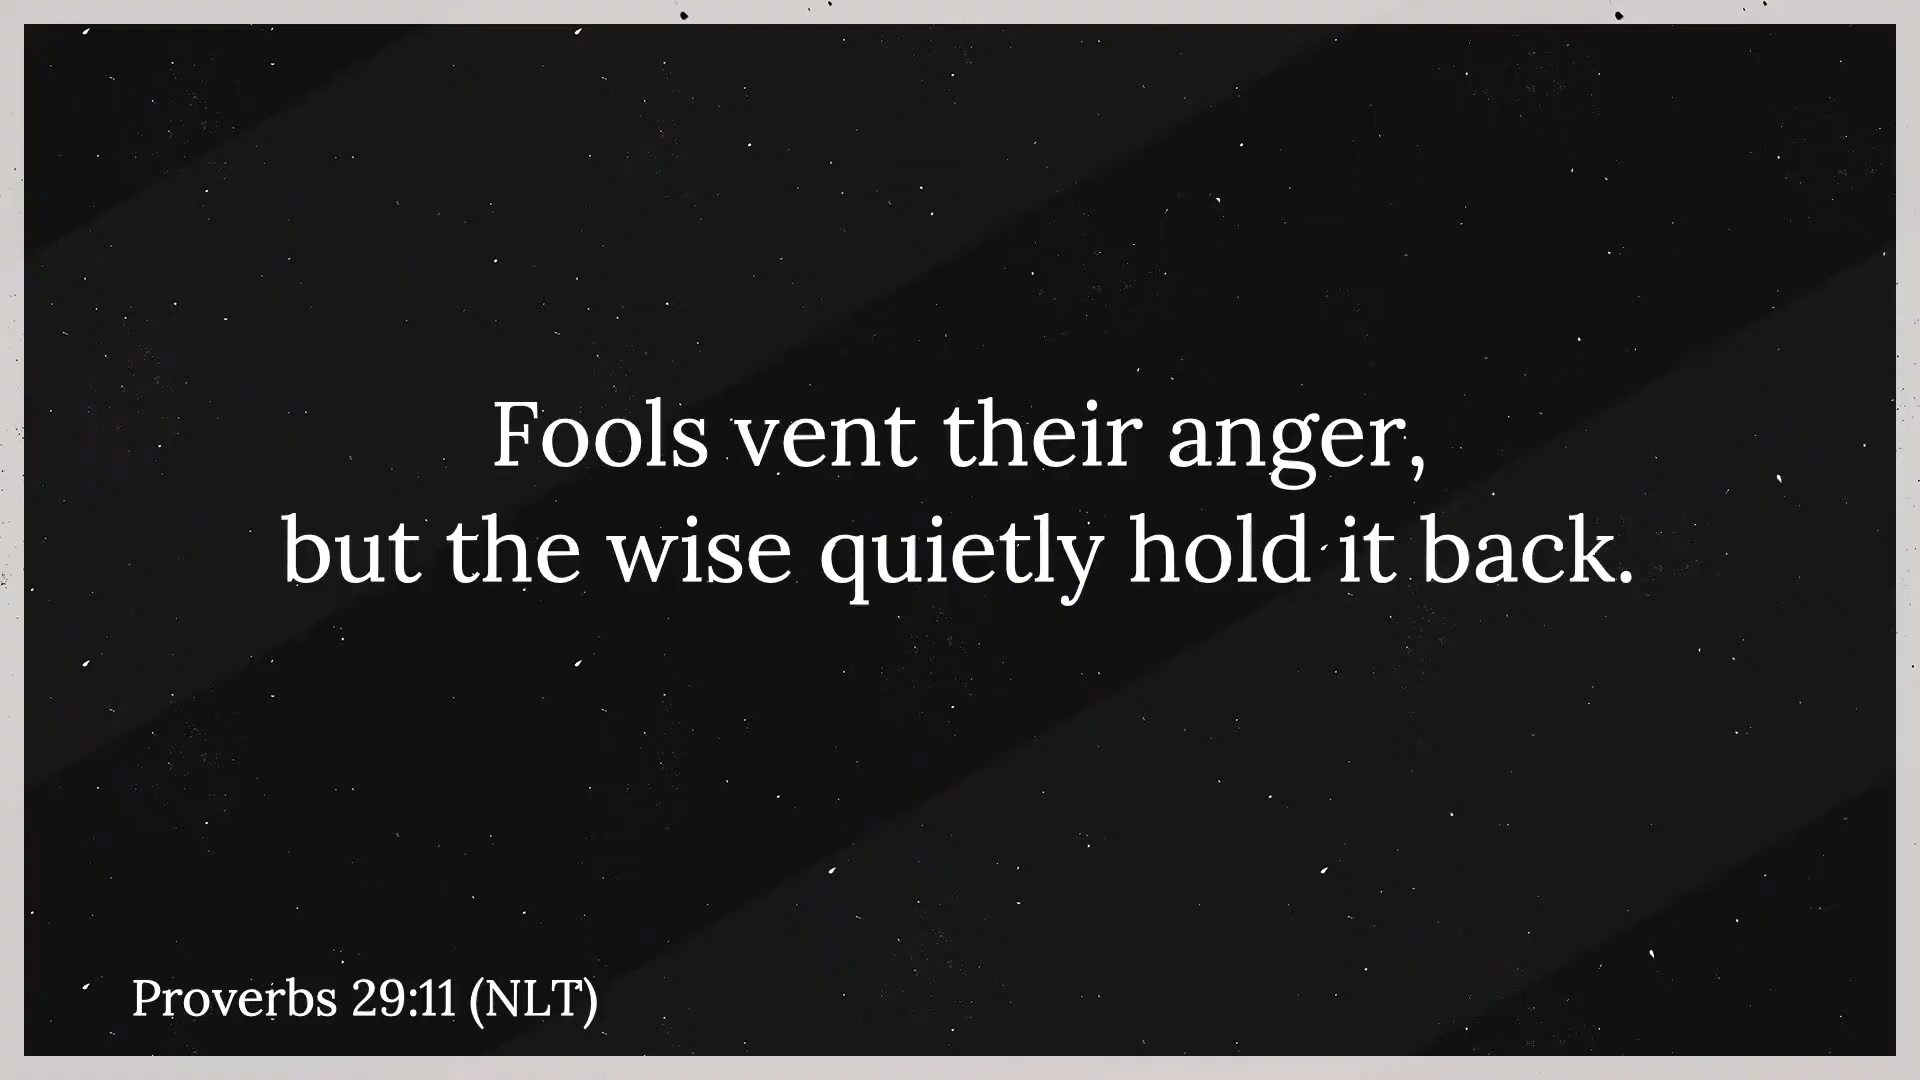 Fools vent their anger,
but the wise quietly hold it back.
Proverbs 29:11 (NLT)